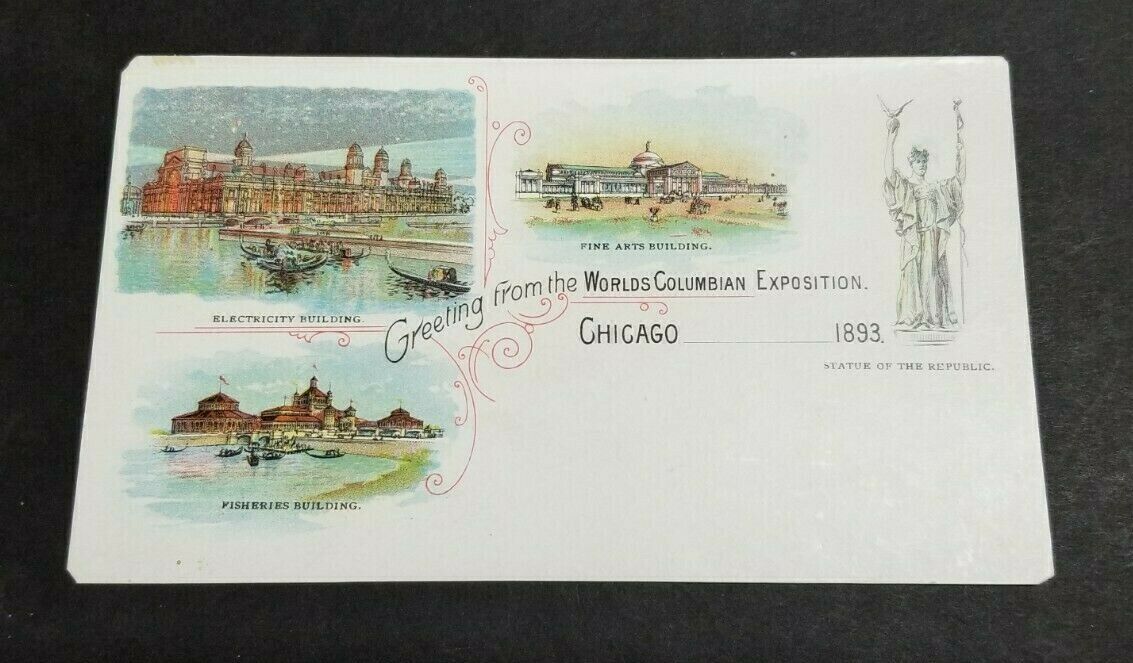 ELECTRICITY BUILDING.
FINE ARTS BUILDING.
Greeting from the WORLDS COLUMBIAN EXPOSITION.
CHICAGO 1893.
STATUE OF THE REPUBLIC.
FISHERIES BUILDING.